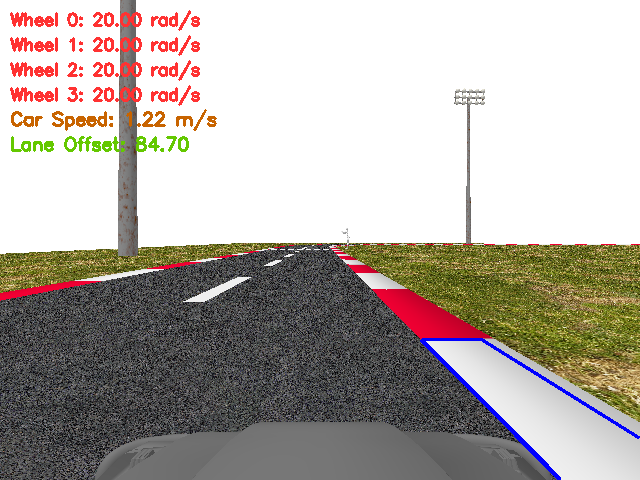 Wheel 0: 20.00 rad/s
Wheel 1: 20.00 rad/s
Wheel 2: 20.00 rad/s
Wheel 3: 20.00 rad/s
Car Speed: 1.22 m/s
Lane Offset: 84.70